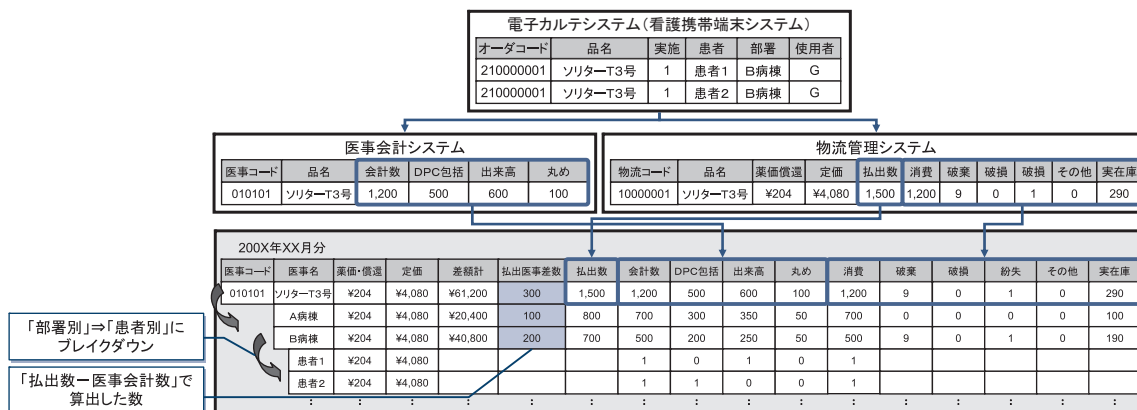 電子カルテシステム(看護携帯端末システム)
オーダコード 品名 実施 患者 部署 使用者
210000001 ソリターT3号 1 患者1 B病棟 G
210000001 ソリターT3号 1 患者2 B病棟 G
医事会計システム
医事コード 品名 会計数 DPC包括 出来高 丸め
010101 ソリターT3号 1,200 500 600 100
物流管理システム
物流コード 品名 薬価償還 定価 払出数 消費 破棄 破損 破損 その他 実在庫
10000001 ソリターT3号 ¥204 ¥4,080 1,500 1,200 9 0 1 0 290
200X年XX月分
医事コード 医事名 薬価・償還 定価 差額計 払出医事差数 払出数 会計数 DPC包括 出来高 丸め 消費 破棄 破損 紛失 その他 実在庫
010101 ソリターT3号 ¥204 ¥4,080 ¥61,200 300 1,500 1,200 500 600 100 1,200 9 0 1 0 290
A病棟 ¥204 ¥4,080 ¥20,400 100 800 700 300 350 50 700 0 0 0 0 100
B病棟 ¥204 ¥4,080 ¥40,800 200 700 500 200 250 50 500 9 0 1 0 190
患者1 ¥204 ¥4,080 1 0 1 0 1
患者2 ¥204 ¥4,080 1 1 0 0 1
: : : : : : : : : : : : : : : :
「部署別」⇒「患者別」に
ブレイクダウン
「払出数ー医事会計数」で
算出した数